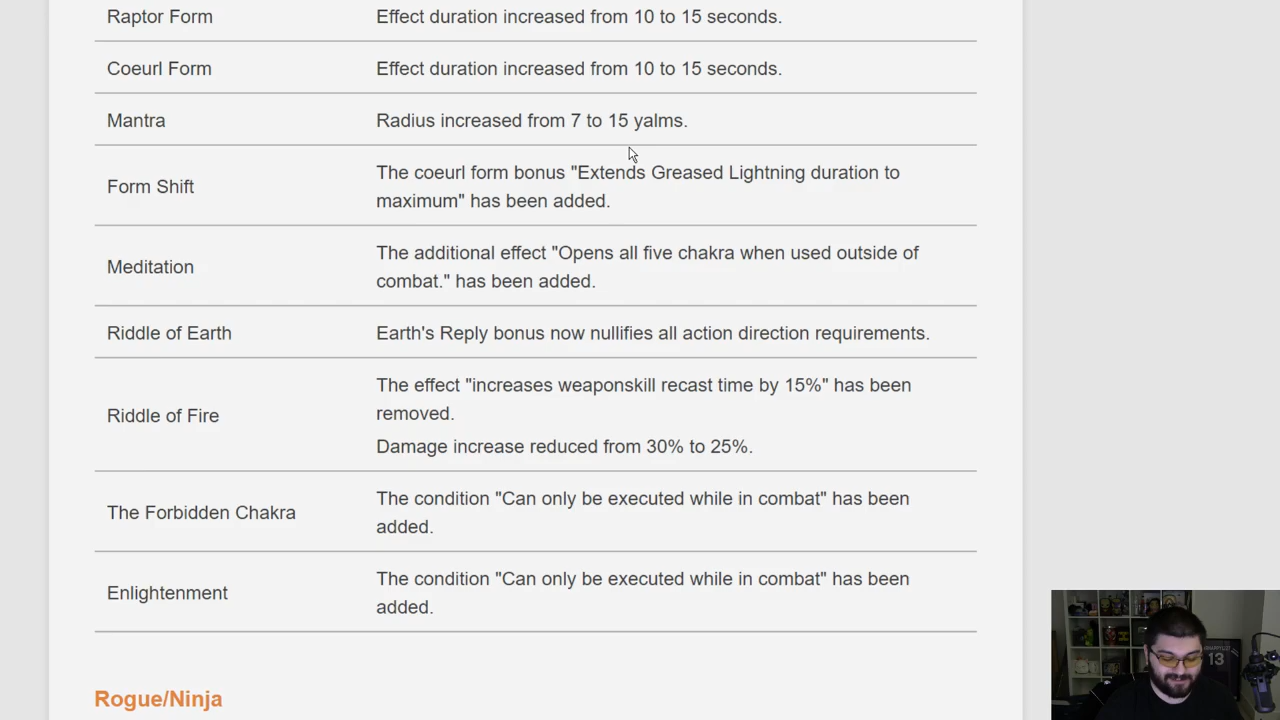 Raptor Form
Effect duration increased from 10 to 15 seconds.
Coeurl Form
Effect duration increased from 10 to 15 seconds.
Mantra
Radius increased from 7 to 15 yalms.
Form Shift
The coeurl form bonus "Extends Greased Lightning duration to
maximum" has been added.
Meditation
The additional effect "Opens all five chakra when used outside of
combat." has been added.
Riddle of Earth
Earth's Reply bonus now nullifies all action direction requirements.
Riddle of Fire
The effect "increases weaponskill recast time by 15%" has been
removed.
Damage increase reduced from 30% to 25%.
The Forbidden Chakra
The condition "Can only be executed while in combat" has been
added.
Enlightenment
The condition "Can only be executed while in combat" has been
added.
Rogue/Ninja
13